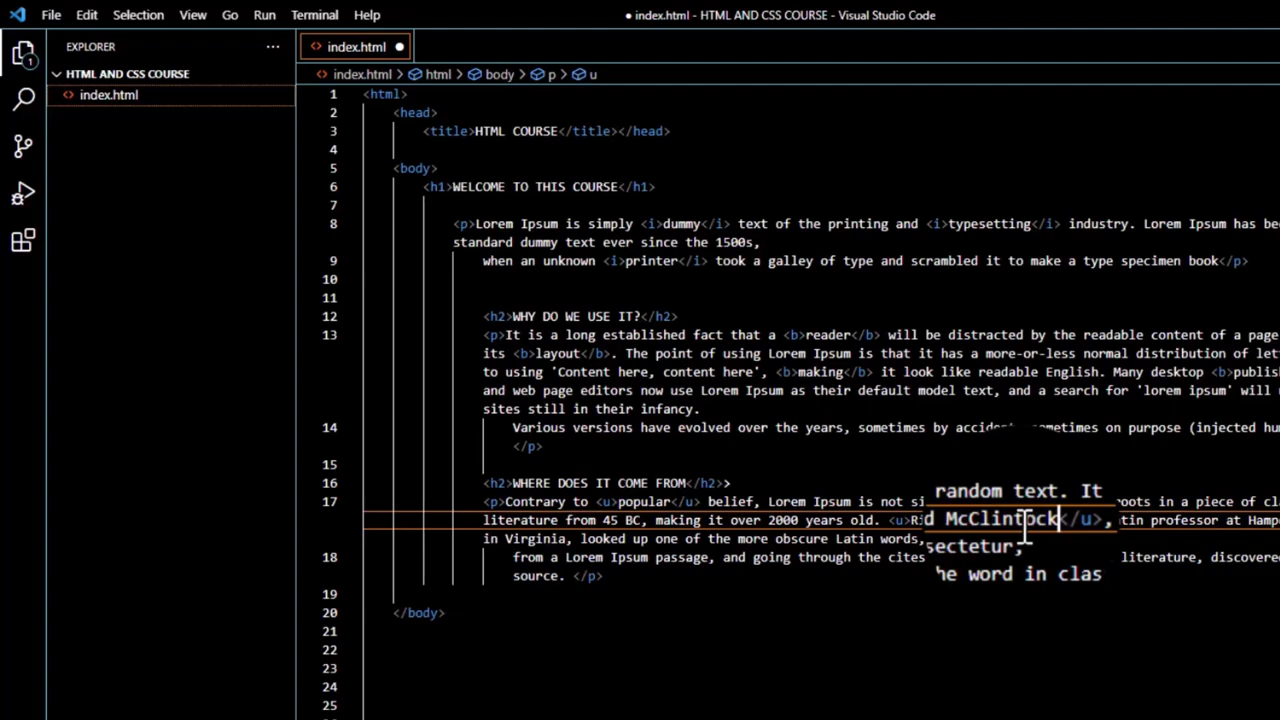 File Edit Selection View Go Run Terminal Help
● index.html - HTML AND CSS COURSE - Visual Studio Code
EXPLORER ···
1
HTML AND CSS COURSE
<> index.html
<> index.html ●
<> index.html > html > body > p > u
1 <html>
2 <head>
3 <title>HTML COURSE</title></head>
4
5 <body>
6 <h1>WELCOME TO THIS COURSE</h1>
7
8 <p>Lorem Ipsum is simply <i>dummy</i> text of the printing and <i>typesetting</i> industry. Lorem Ipsum has
standard dummy text ever since the 1500s,
9 when an unknown <i>printer</i> took a galley of type and scrambled it to make a type specimen book</p>
10
11
12 <h2>WHY DO WE USE IT?</h2>
13 <p>It is a long established fact that a <b>reader</b> will be distracted by the readable content of a page
its <b>layout</b>. The point of using Lorem Ipsum is that it has a more-or-less normal distribution of
to using 'Content here, content here', <b>making</b> it look like readable English. Many desktop <b>
and web page editors now use Lorem Ipsum as their default model text, and a search for 'lorem ipsum' will
sites still in their infancy.
14 Various versions have evolved over the years, sometimes by accident, sometimes on purpose (injected
</p>
15
16 <h2>WHERE DOES IT COME FROM</h2>>
17 <p>Contrary to <u>popular</u> belief, Lorem Ipsum is not random text. It roots in a piece of
literature from 45 BC, making it over 2000 years old. <u>Rid McClintock</u>, professor at
in Virginia, looked up one of the more obscure Latin words, sectetur,
18 from a Lorem Ipsum passage, and going through the cites he word in clas literature, discovered
source. </p>
19
20 </body>
21
22
23
24
25